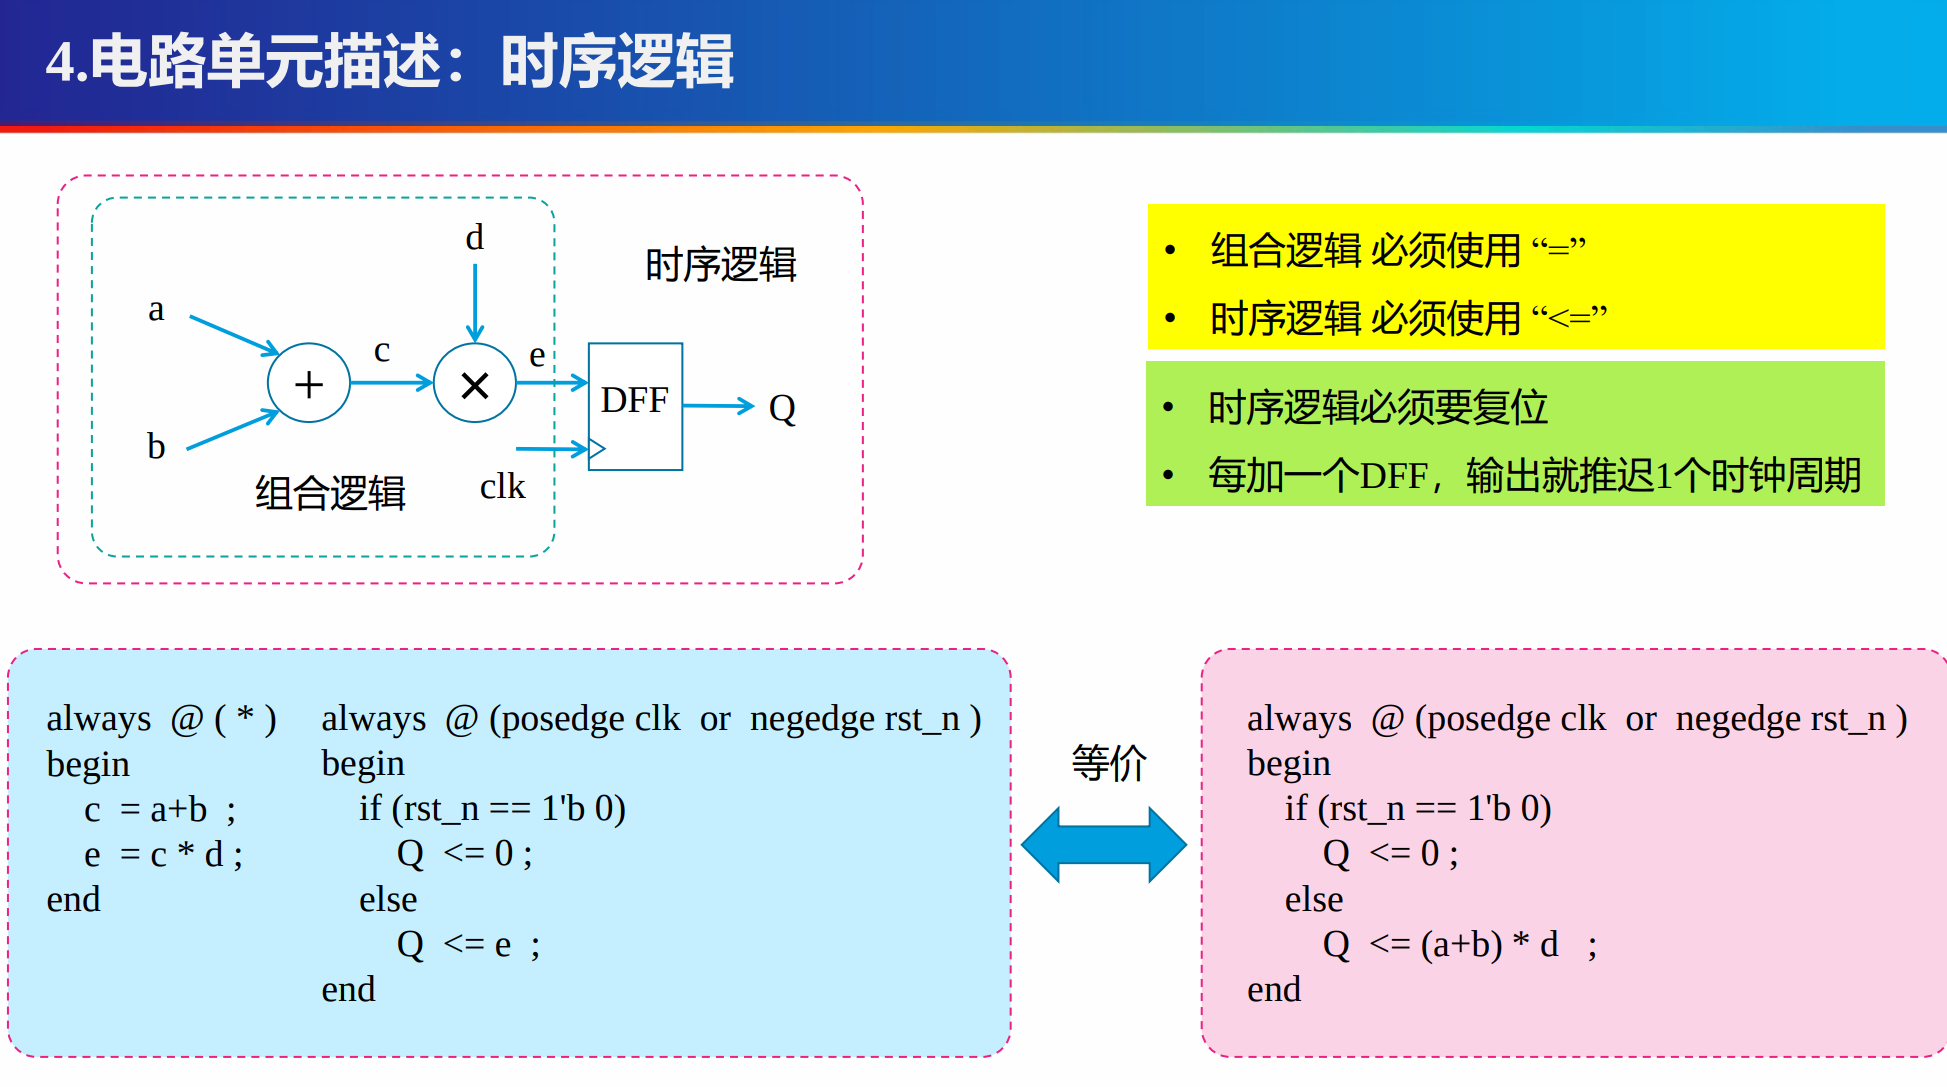 4.电路单元描述：时序逻辑
d
时序逻辑
a
c
e
+
×
DFF
Q
b
组合逻辑
clk
• 组合逻辑 必须使用 “=”
• 时序逻辑 必须使用 “<=”
• 时序逻辑必须要复位
• 每加一个DFF，输出就推迟1个时钟周期
always @ ( * )
begin
c = a+b ;
e = c * d ;
end
always @ (posedge clk or negedge rst_n )
begin
if (rst_n == 1'b 0)
Q <= 0 ;
else
Q <= e ;
end
等价
always @ (posedge clk or negedge rst_n )
begin
if (rst_n == 1'b 0)
Q <= 0 ;
else
Q <= (a+b) * d ;
end